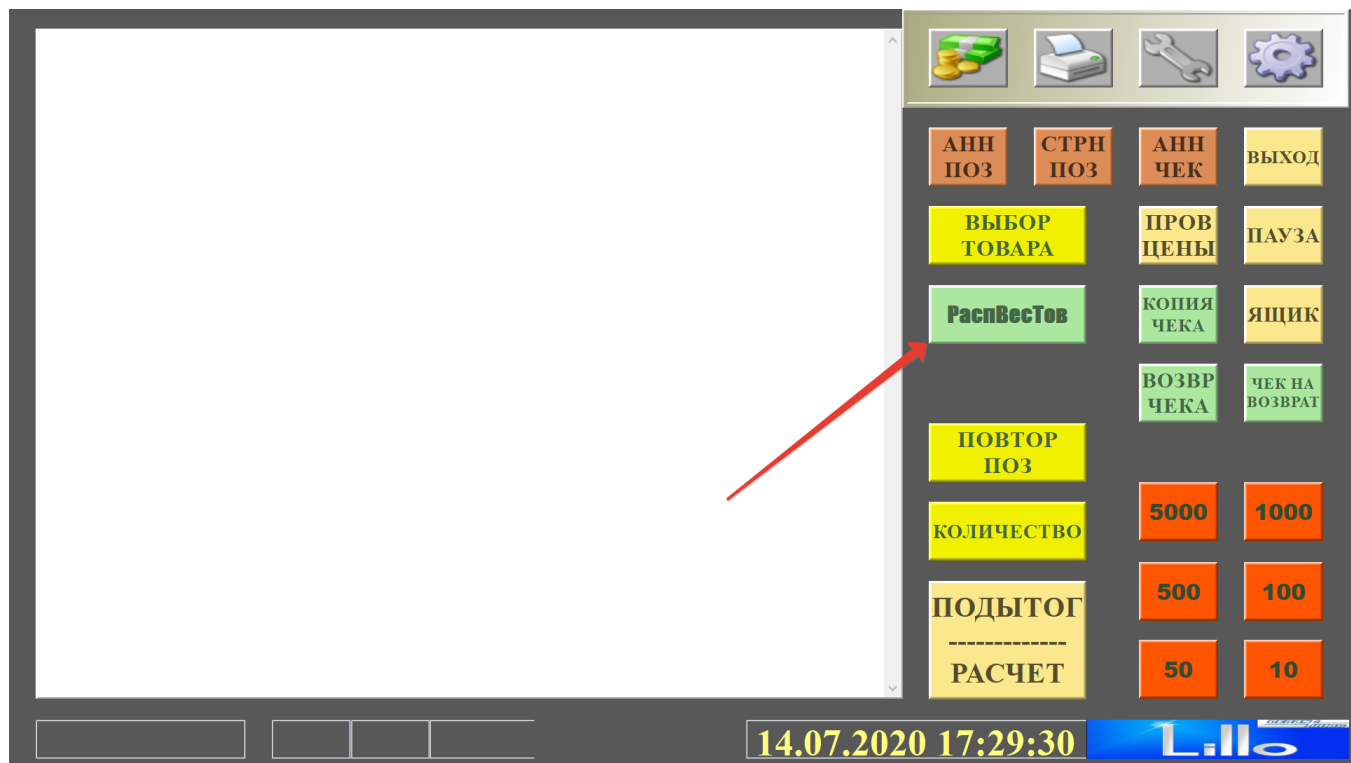 АНН
ПОЗ
СТРН
ПОЗ
АНН
ЧЕК
ВЫХОД
ВЫБОР
ТОВАРА
ПРОВ
ЦЕНЫ
ПАУЗА
РаспВесТов
КОПИЯ
ЧЕКА
ЯЩИК
ВОЗВР
ЧЕКА
ЧЕК НА
ВОЗВРАТ
ПОВТОР
ПОЗ
5000
1000
КОЛИЧЕСТВО
500
100
ПОДЫТОГ
-------------
РАСЧЕТ
50
10
14.07.2020 17:29:30
Lillo